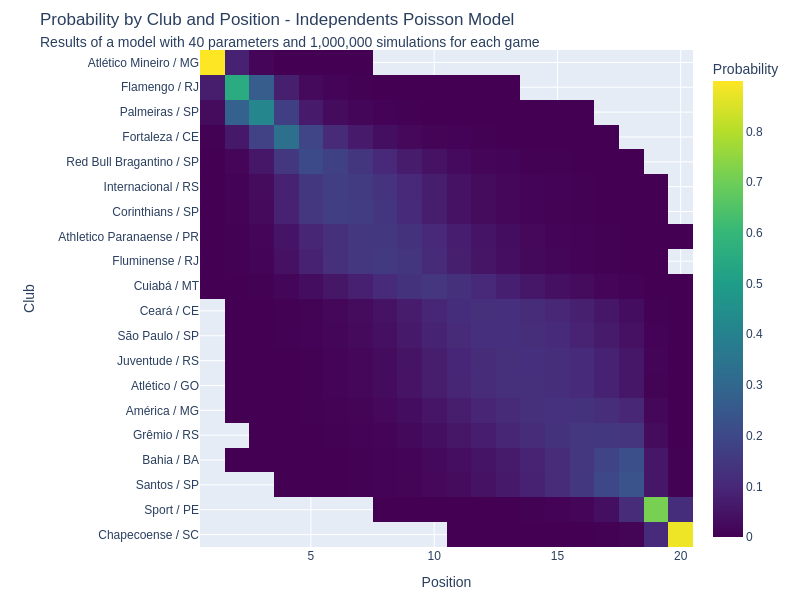 Probability by Club and Position - Independents Poisson Model
Results of a model with 40 parameters and 1,000,000 simulations for each game
Probability
Atlético Mineiro / MG
Flamengo / RJ
Palmeiras / SP
Fortaleza / CE
Red Bull Bragantino / SP
Internacional / RS
Corinthians / SP
Athletico Paranaense / PR
Fluminense / RJ
Cuiabá / MT
Ceará / CE
São Paulo / SP
Juventude / RS
Atlético / GO
América / MG
Grêmio / RS
Bahia / BA
Santos / SP
Sport / PE
Chapecoense / SC
Club
5
10
15
20
Position
0.8
0.7
0.6
0.5
0.4
0.3
0.2
0.1
0